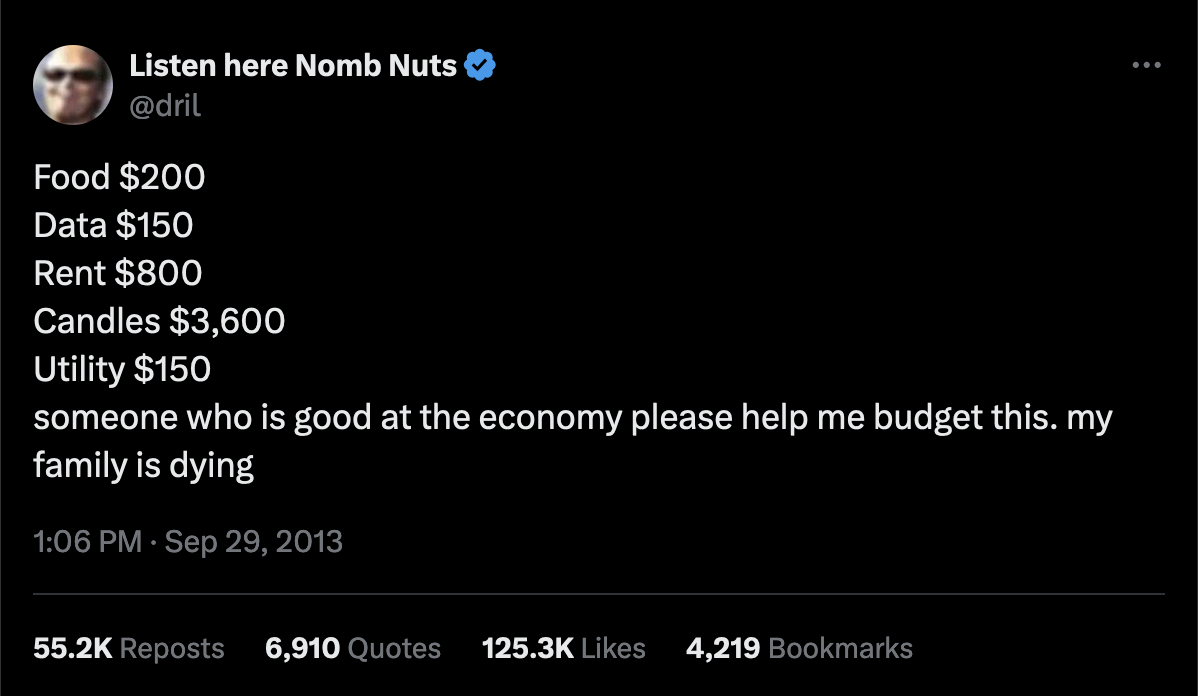 Listen here Nomb Nuts
@dril
Food $200
Data $150
Rent $800
Candles $3,600
Utility $150
someone who is good at the economy please help me budget this. my
family is dying
1:06 PM · Sep 29, 2013
55.2K Reposts 6,910 Quotes 125.3K Likes 4,219 Bookmarks